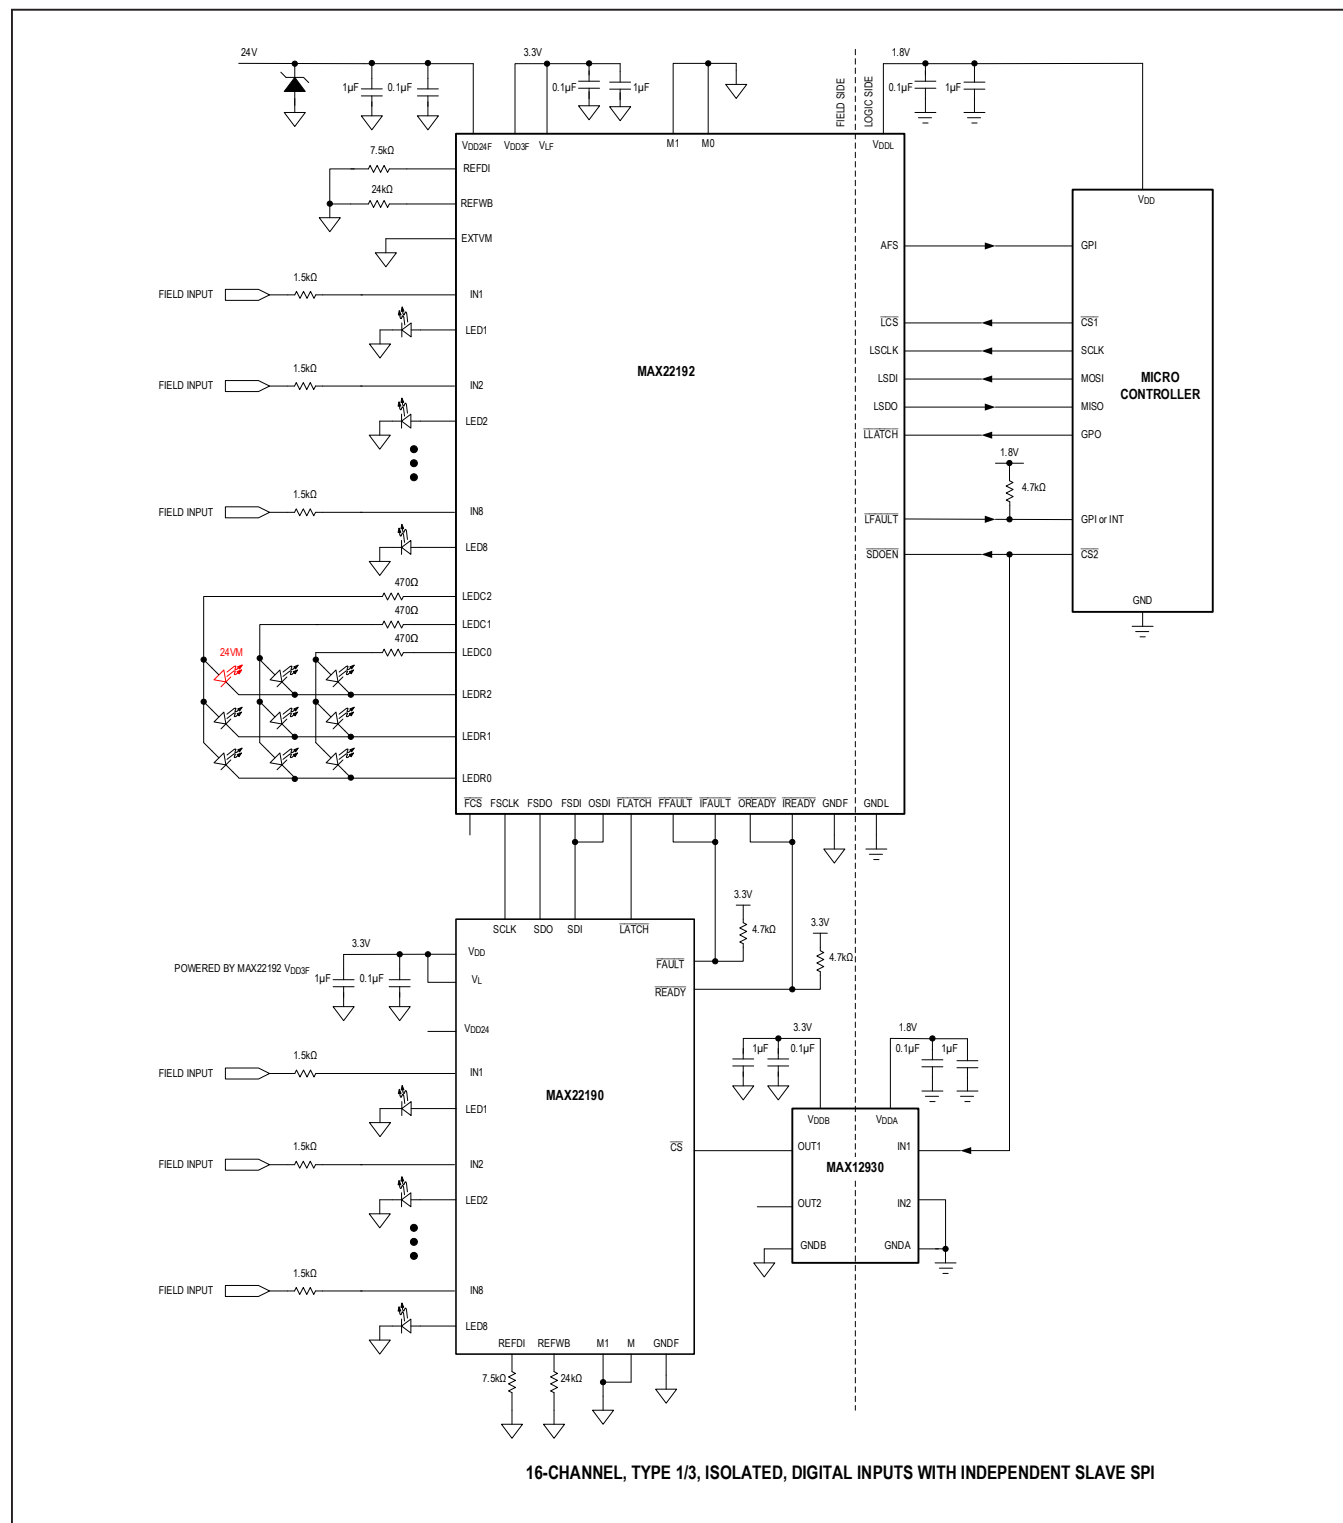 24V
3.3V
1.8V
1µF 0.1µF
0.1µF 1µF
0.1µF 1µF
FIELD SIDE
LOGIC SIDE
VDD24F VDD3F VLF M1 M0 VDDL
7.5kΩ
REFDI
24kΩ
REFWB
EXTVM
VDD
AFS GPI
FIELD INPUT 1.5kΩ IN1
LED1
LCS CS1
LSCLK SCLK
LSDI MOSI
LSDO MISO
LLATCH GPO
MAX22192
MICRO
CONTROLLER
FIELD INPUT 1.5kΩ IN2
LED2
1.8V
4.7kΩ
FIELD INPUT 1.5kΩ IN8
LFAULT GPI or INT
LED8
SDOEN CS2
GND
470Ω LEDC2
470Ω LEDC1
470Ω LEDC0
24VM
LEDR2
LEDR1
LEDR0
FCS FSCLK FSDO FSDI OSDI FLATCH FFAULT IFAULT OREADY IREADY GNDF GNDL
SCLK SDO SDI LATCH
3.3V
4.7kΩ
3.3V
4.7kΩ
3.3V
POWERED BY MAX22192 VDD3F
1µF 0.1µF
VDD
VL
VDD24
FAULT
READY
3.3V
1µF 0.1µF
1.8V
0.1µF 1µF
FIELD INPUT 1.5kΩ IN1
LED1
MAX22190
FIELD INPUT 1.5kΩ IN2
LED2
CS
VDDB VDDA
OUT1 IN1
MAX12930
OUT2 IN2
GNDB GNDA
FIELD INPUT 1.5kΩ IN8
LED8
REFDI REFWB M1 M GNDF
7.5kΩ 24kΩ
16-CHANNEL, TYPE 1/3, ISOLATED, DIGITAL INPUTS WITH INDEPENDENT SLAVE SPI